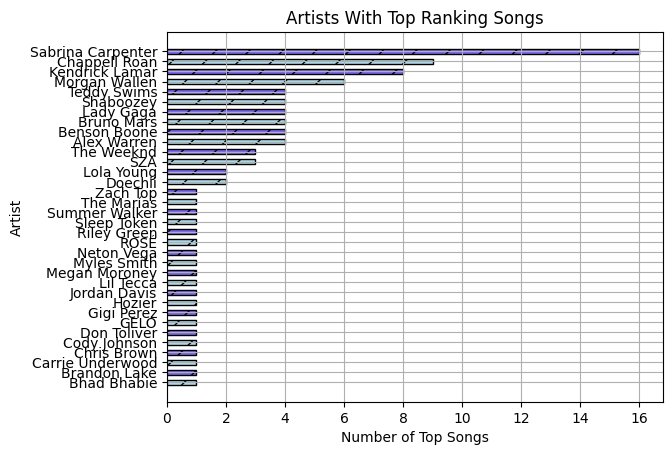 Artists With Top Ranking Songs
Sabrina Carpenter
Chappell Roan
Kendrick Lamar
Morgan Wallen
Teddy Swims
Shaboozey
Lady Gaga
Bruno Mars
Benson Boone
Alex Warren
The Weeknd
SZA
Lola Young
Doechii
Zach Top
The Marías
Summer Walker
Sleep Token
Riley Green
ROSÉ
Neton Vega
Myles Smith
Megan Moroney
Lil Tecca
Jordan Davis
Hozier
Gigi Perez
GELO
Don Toliver
Cody Johnson
Chris Brown
Carrie Underwood
Brandon Lake
Bhad Bhabie
Artist
0 2 4 6 8 10 12 14 16
Number of Top Songs